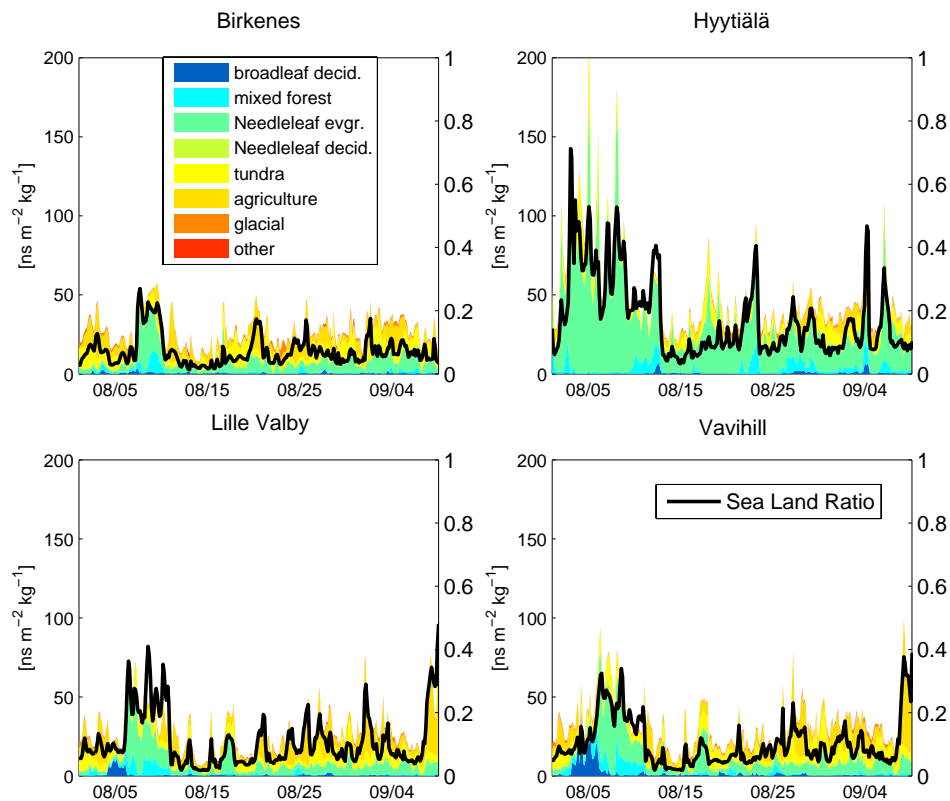 Birkenes
Hyytiälä
200
150
100
50
0
[ns m−2 kg−1]
broadleaf decid.
mixed forest
Needleleaf evgr.
Needleleaf decid.
tundra
agriculture
glacial
other
1
0.8
0.6
0.4
0.2
0
08/05 08/15 08/25 09/04
200
150
100
50
0
1
0.8
0.6
0.4
0.2
0
08/05 08/15 08/25 09/04
Lille Valby
Vavihill
200
150
100
50
0
[ns m−2 kg−1]
1
0.8
0.6
0.4
0.2
0
08/05 08/15 08/25 09/04
200
150
100
50
0
[ns m−2 kg−1]
Sea Land Ratio
1
0.8
0.6
0.4
0.2
0
08/05 08/15 08/25 09/04
[ns m−2 kg−1]